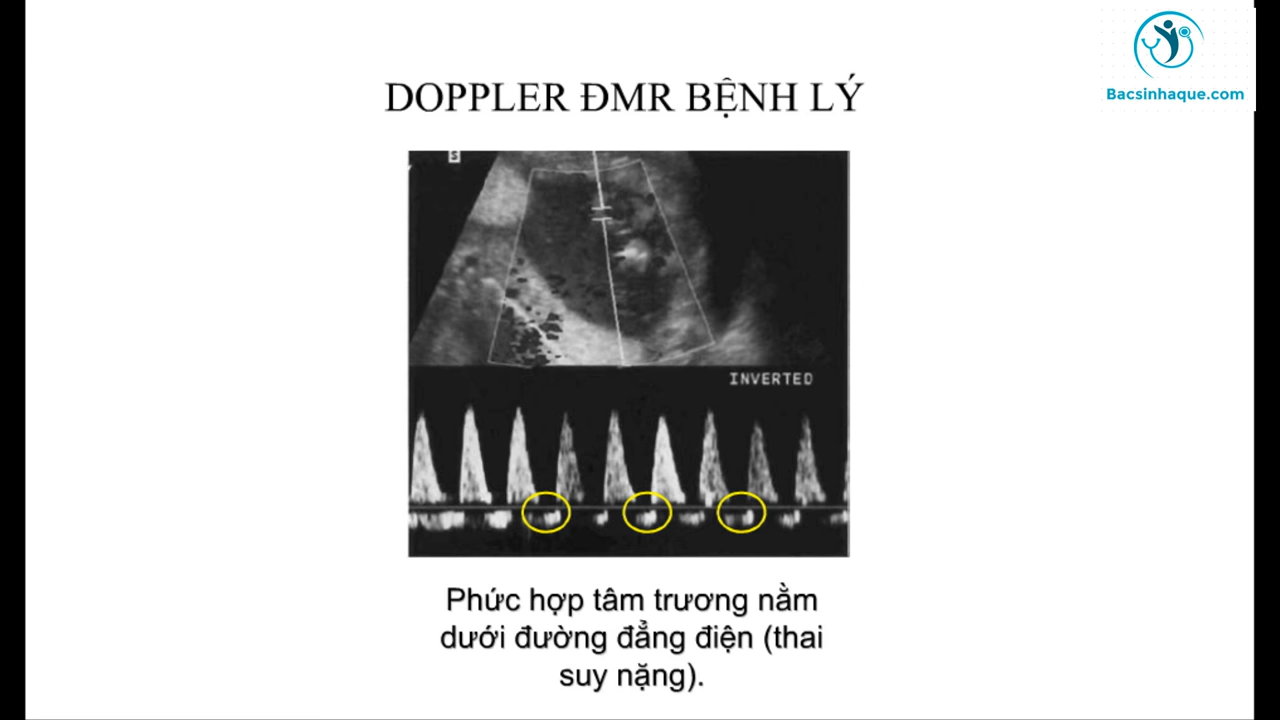 Bacsinhaque.com
DOPPLER ĐMR BỆNH LÝ
S
INVERTED
Phức hợp tâm trương nằm
dưới đường đẳng điện (thai
suy nặng).